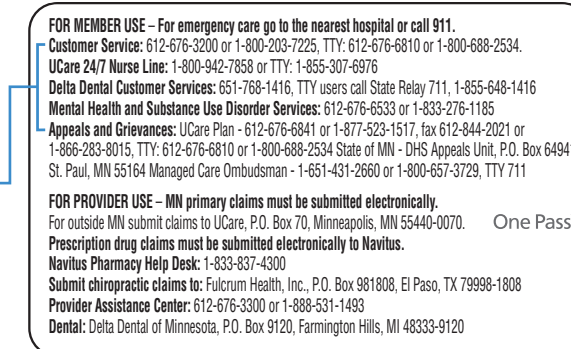 FOR MEMBER USE – For emergency care go to the nearest hospital or call 911.
Customer Service: 612-676-3200 or 1-800-203-7225, TTY: 612-676-6810 or 1-800-688-2534.
UCare 24/7 Nurse Line: 1-800-942-7858 or TTY: 1-855-307-6976
Delta Dental Customer Services: 651-768-1416, TTY users call State Relay 711, 1-855-648-1416
Mental Health and Substance Use Disorder Services: 612-676-6533 or 1-833-276-1185
Appeals and Grievances: UCare Plan - 612-676-6841 or 1-877-523-1517, fax 612-844-2021 or
1-866-283-8015, TTY: 612-676-6810 or 1-800-688-2534 State of MN - DHS Appeals Unit, P.O. Box 64941
St. Paul, MN 55164 Managed Care Ombudsman - 1-651-431-2660 or 1-800-657-3729, TTY 711
FOR PROVIDER USE – MN primary claims must be submitted electronically.
For outside MN submit claims to UCare, P.O. Box 70, Minneapolis, MN 55440-0070. One Pass
Prescription drug claims must be submitted electronically to Navitus.
Navitus Pharmacy Help Desk: 1-833-837-4300
Submit chiropractic claims to: Fulcrum Health, Inc., P.O. Box 981808, El Paso, TX 79998-1808
Provider Assistance Center: 612-676-3300 or 1-888-531-1493
Dental: Delta Dental of Minnesota, P.O. Box 9120, Farmington Hills, MI 48333-9120